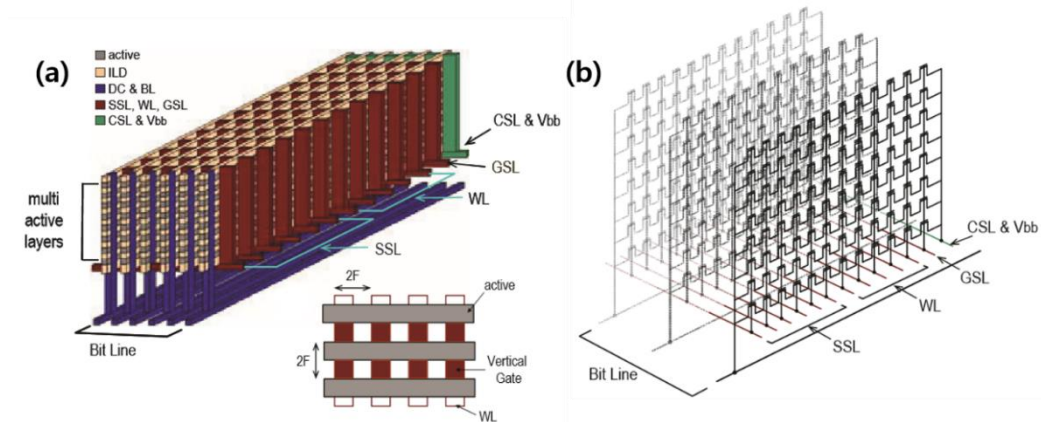 (a)
active
ILD
DC & BL
SSL, WL, GSL
CSL & Vbb
multi
active
layers
CSL & Vbb
GSL
WL
SSL
Bit Line
2F
active
2F
Vertical
Gate
WL
(b)
CSL & Vbb
GSL
WL
SSL
Bit Line